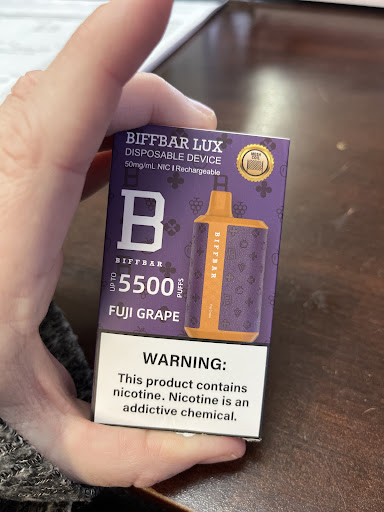 BIFFBAR LUX
DISPOSABLE DEVICE
50mg/mL NIC | Rechargeable
B
BIFFBAR
UP TO 5500 PUFFS
FUJI GRAPE
BIFFBAR
WARNING:
This product contains
nicotine. Nicotine is an
addictive chemical.